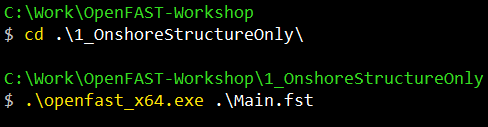 C:\Work\OpenFAST-Workshop
$ cd .\1_OnshoreStructureOnly\
C:\Work\OpenFAST-Workshop\1_OnshoreStructureOnly
$ .\openfast_x64.exe .\Main.fst